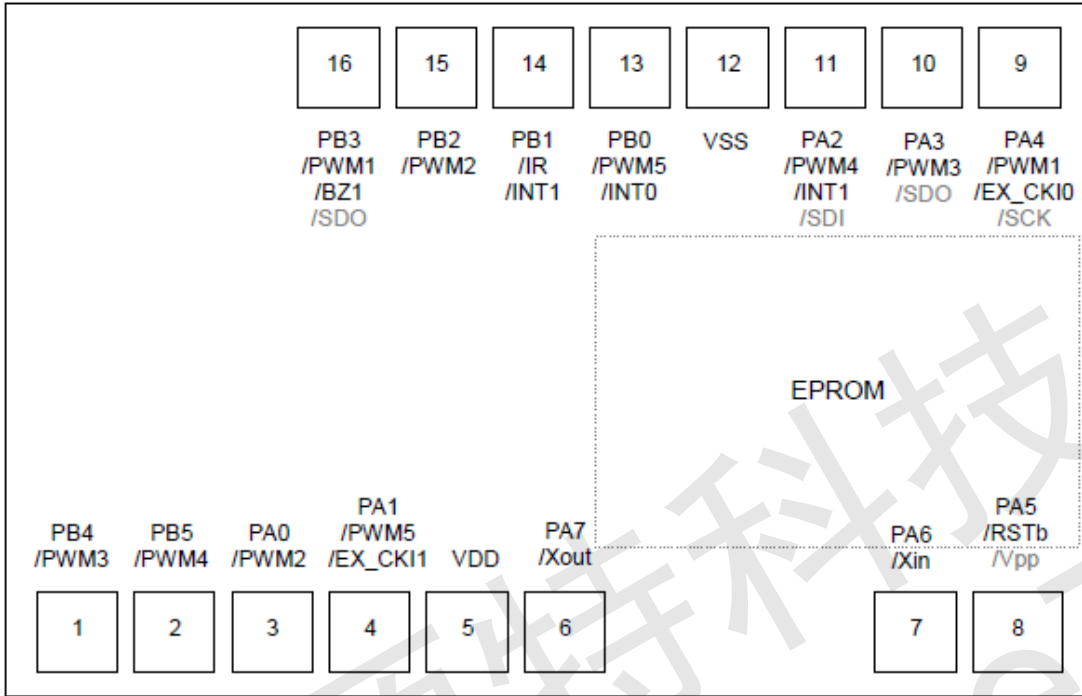 16 15 14 13 12 11 10 9
PB3 PB2 PB1 PB0 VSS PA2 PA3 PA4
/PWM1 /PWM2 /IR /PWM5 /PWM4 /PWM3 /PWM1
/BZ1 /INT1 /INT0 /INT1 /SDO /EX_CKI0
/SDO /SDI /SCK
EPROM
PA1 PA5
PB4 PB5 PA0 /PWM5 PA7 PA6 /RSTb
/PWM3 /PWM4 /PWM2 /EX_CKI1 VDD /Xout /Xin /Vpp
1 2 3 4 5 6 7 8
特科技